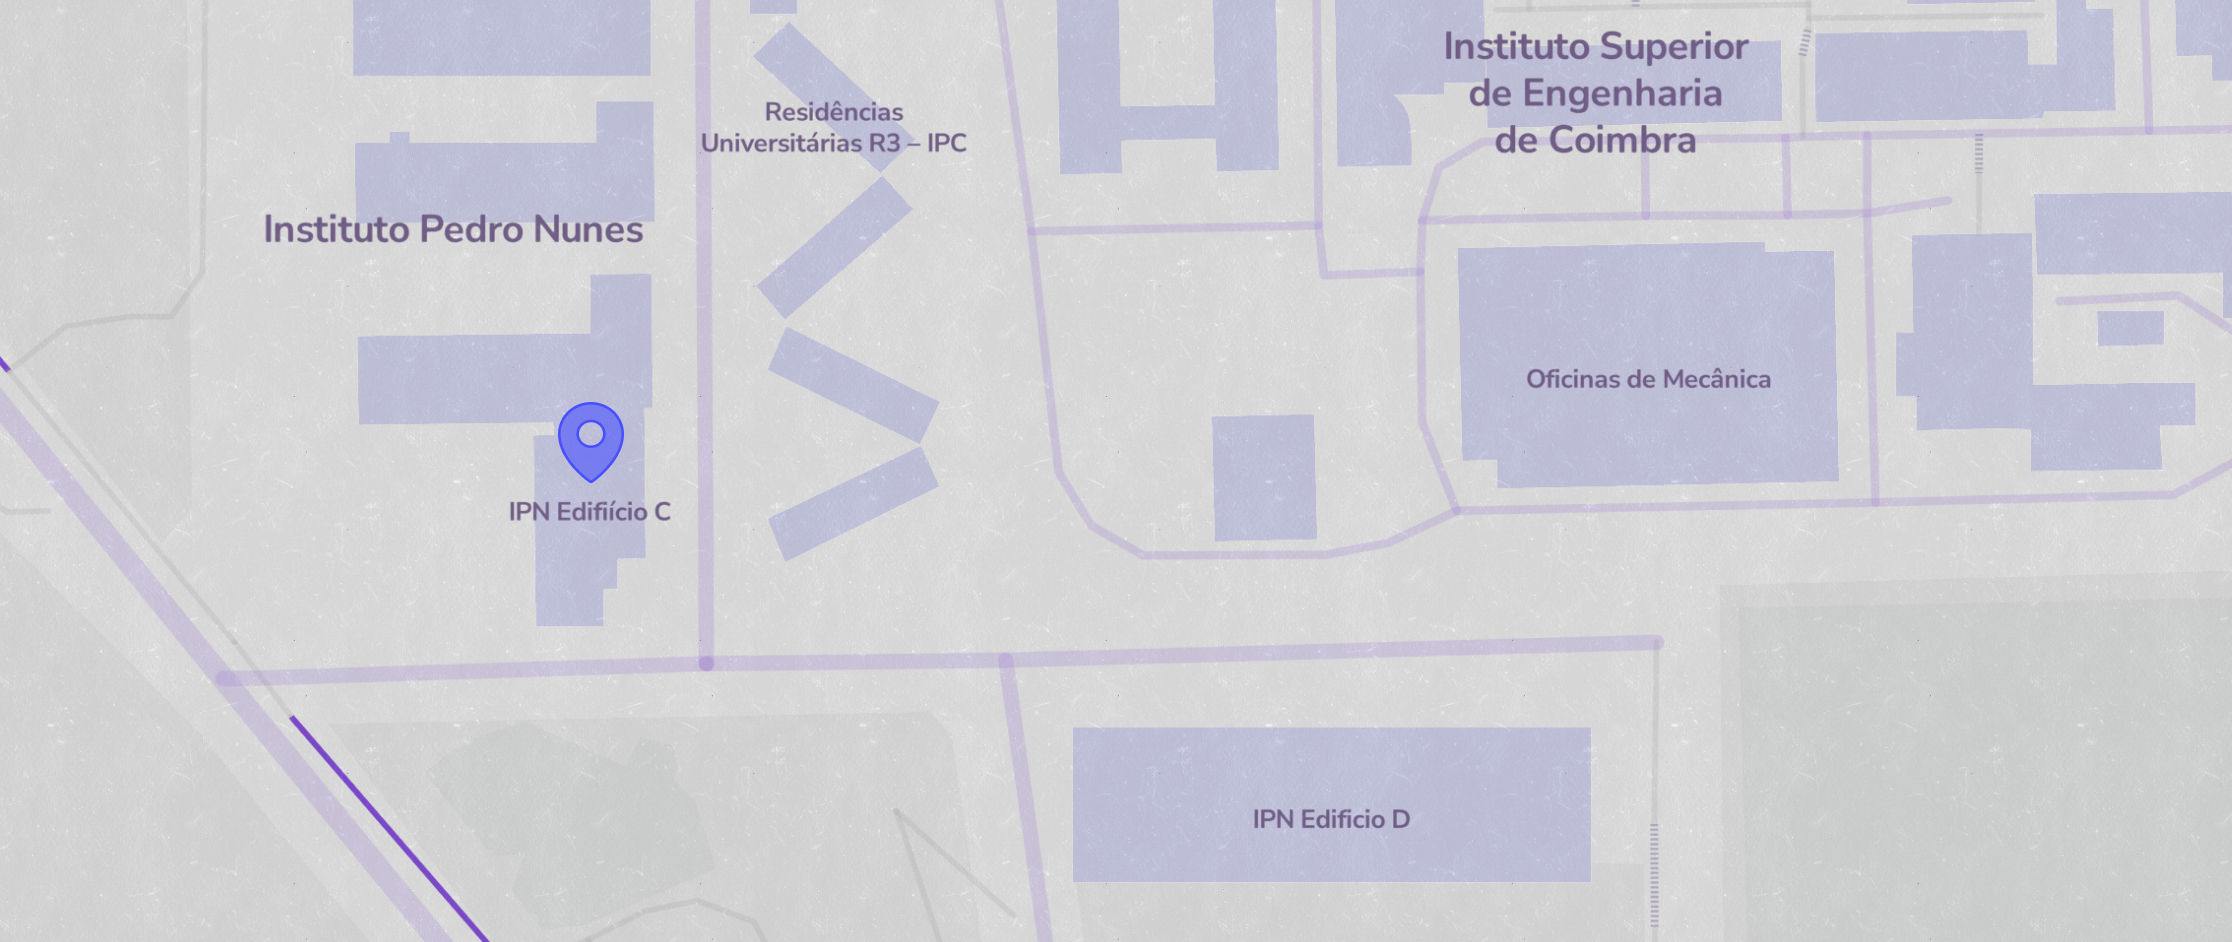 Instituto Superior
de Engenharia
de Coimbra
Residências
Universitárias R3 – IPC
Instituto Pedro Nunes
Oficinas de Mecânica
IPN Edifiício C
IPN Edificio D